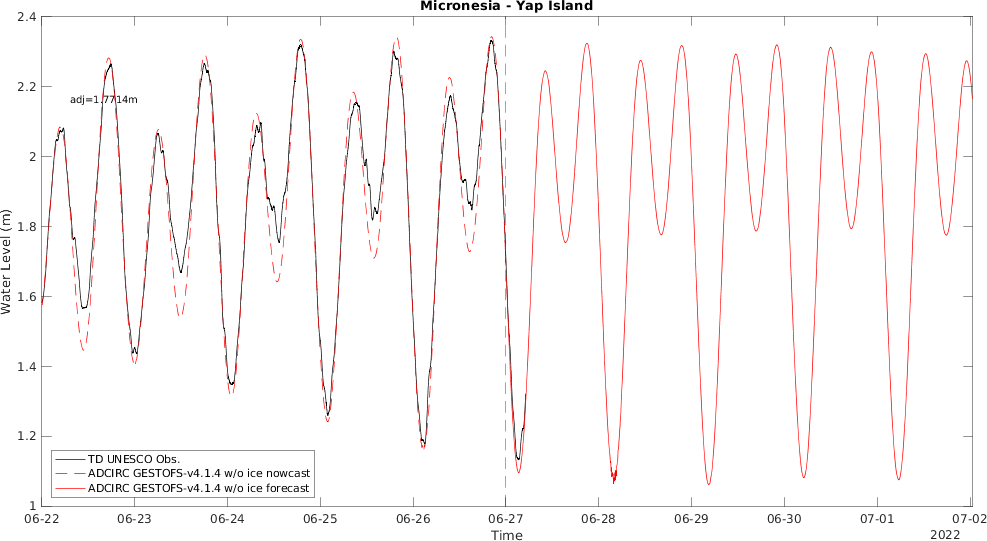 Micronesia - Yap Island
2.4
2.2
adj=1.7714m
2
1.8
Water Level (m)
1.6
1.4
1.2
1
TD UNESCO Obs.
ADCIRC GESTOFS-v4.1.4 w/o ice nowcast
ADCIRC GESTOFS-v4.1.4 w/o ice forecast
06-22 06-23 06-24 06-25 06-26 06-27 06-28 06-29 06-30 07-01 07-02
Time
2022